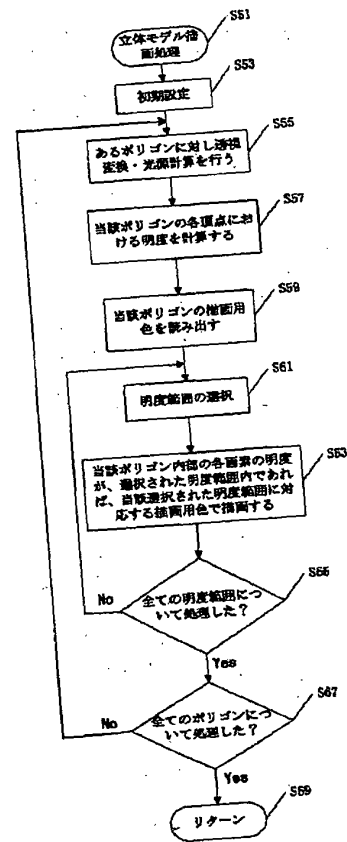 S51
立体モデル描
画処理
S53
初期設定
S55
あるポリゴンに対し透視
変換・光源計算を行う
S57
当該ポリゴンの各頂点にお
ける明度を計算する
S59
当該ポリゴンの描画用
色を読み出す
S61
明度範囲の選択
S63
当該ポリゴン内部の各画素の明度
が、選択された明度範囲内であれ
ば、当該選択された明度範囲に対
応する描画用色で描画する
S65
全ての明度範囲につ
いて処理した？
No
Yes
S67
全てのポリゴンにつ
いて処理した？
No
Yes
S69
リターン